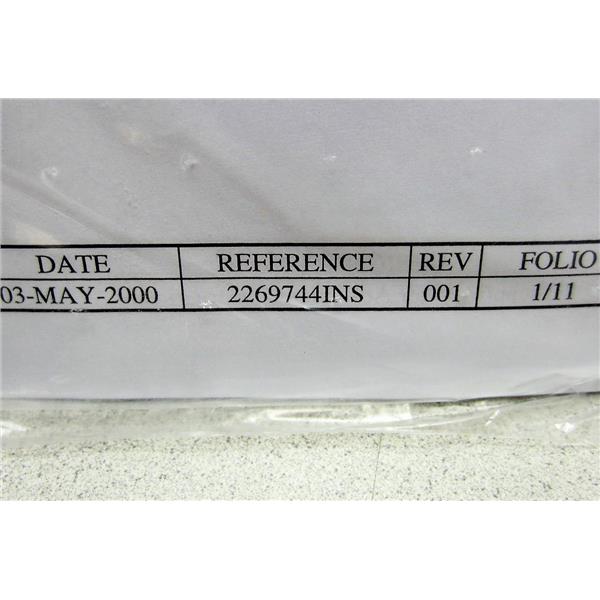 DATE REFERENCE REV FOLIO
03-MAY-2000 2269744INS 001 1/11